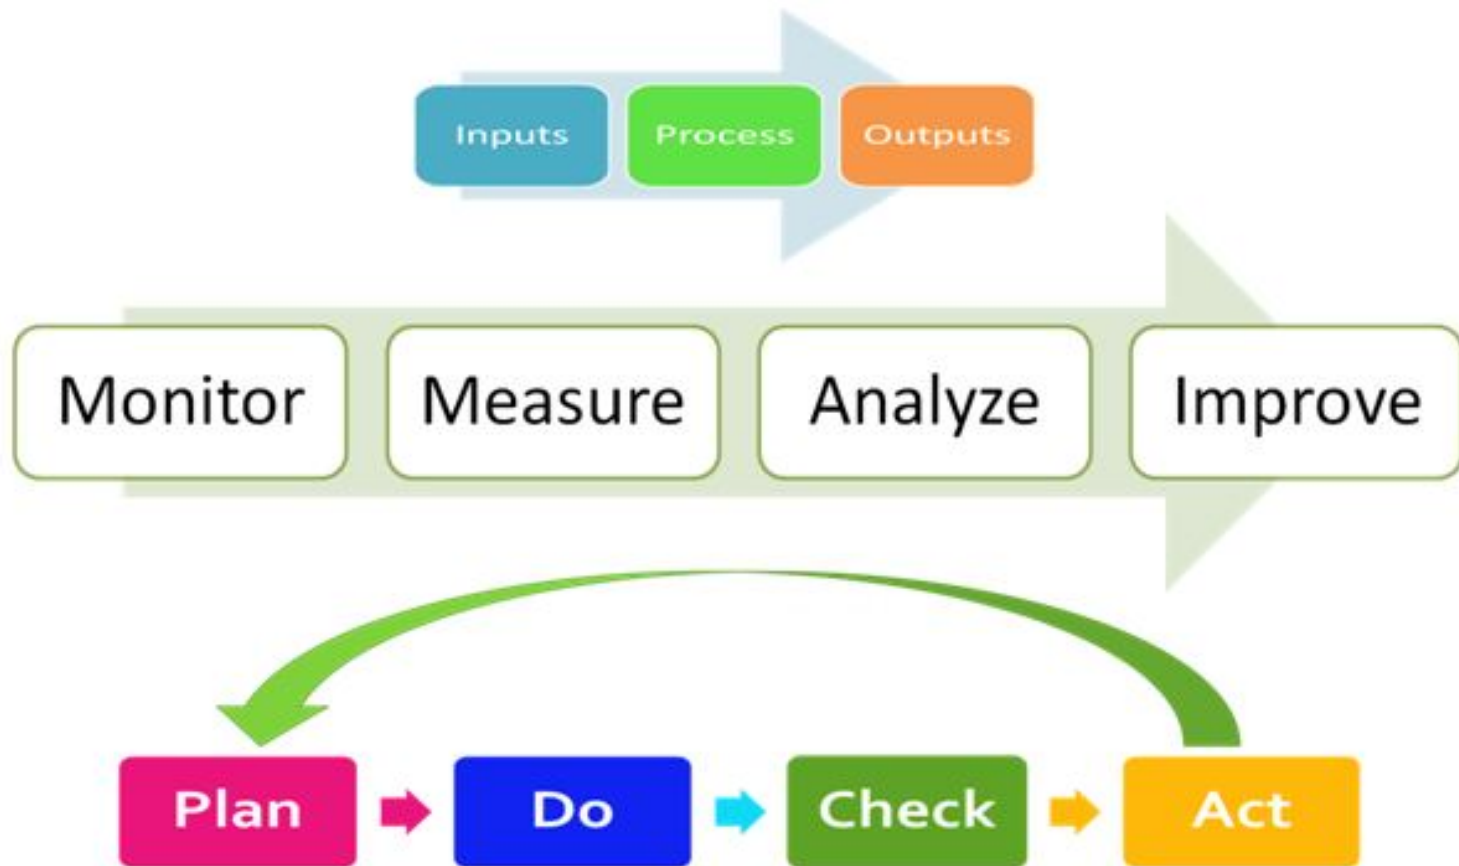 Inputs Process Outputs
Monitor Measure Analyze Improve
Plan Do Check Act